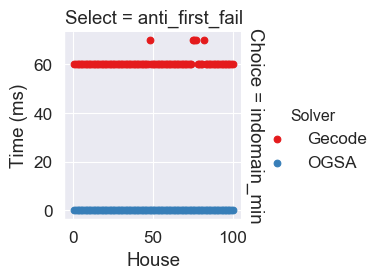 Select = anti_first_fail
Choice = indomain_min
Time (ms)
60
40
20
0
0
50
100
House
Solver
Gecode
OGSA